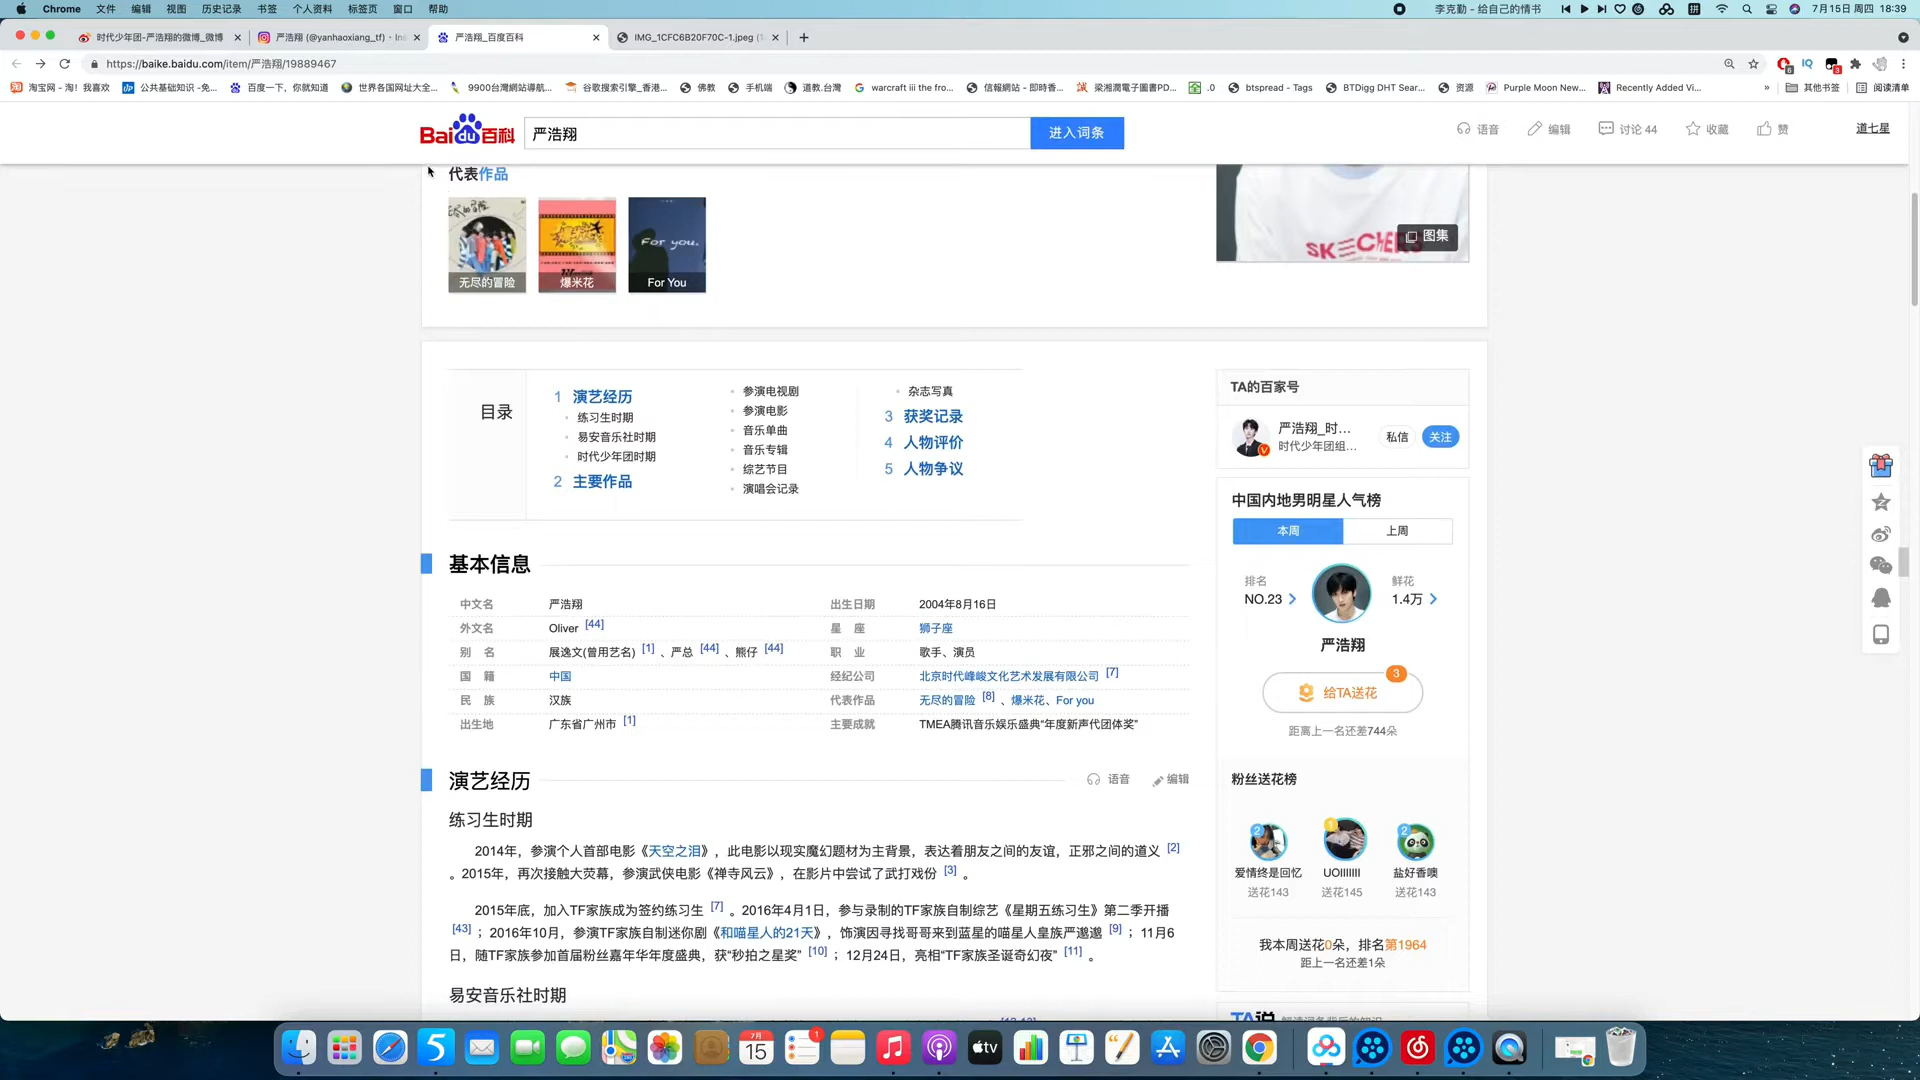 Chrome 文件 编辑 视图 历史记录 书签 个人资料 标签页 窗口 帮助 李克勤 - 给自己的情书 拼 7月15日 周四 18:39
时代少年团-严浩翔的微博_微博 严浩翔 (@yanhaoxiang_tf) · 严浩翔_百度百科 IMG_1CFC6B20F70C-1.jpeg
https://baike.baidu.com/item/严浩翔/19889467
淘宝网 - 淘！我喜欢 公共基础知识 -免... 百度一下，你就知道 世界各国网址大全... 9900台灣網站導航... 谷歌搜索引擎_香港... 佛教 手机端 道教.台灣 warcraft iii the fro... 信報網站 - 即時香... 梁湘潤電子圖書PD... .0 btspread - Tags BTDigg DHT Sear... 资源 Purple Moon New... Recently Added Vi... » 其他书签 阅读清单
Baidu百科 严浩翔 进入词条 语音 编辑 讨论 44 收藏 赞 道七星
代表作品
For you.
SKECHERS
图集
无尽的冒险 爆米花 For You
目录
1 演艺经历
练习生时期
易安音乐社时期
时代少年团时期
2 主要作品
参演电视剧
参演电影
音乐单曲
音乐专辑
综艺节目
演唱会记录
杂志写真
3 获奖记录
4 人物评价
5 人物争议
TA的百家号
严浩翔_时...
时代少年团组...
私信 关注
中国内地男明星人气榜
本周 上周
排名 鲜花
NO.23 1.4万
严浩翔
给TA送花 3
距离上一名还差744朵
基本信息
中文名 严浩翔 出生日期 2004年8月16日
外文名 Oliver [44] 星 座 狮子座
别 名 展逸文(曾用艺名) [1] 、严总 [44] 、熊仔 [44] 职 业 歌手、演员
国 籍 中国 经纪公司 北京时代峰峻文化艺术发展有限公司 [7]
民 族 汉族 代表作品 无尽的冒险 [8] 、爆米花、For you
出生地 广东省广州市 [1] 主要成就 TMEA腾讯音乐娱乐盛典“年度新声代团体奖”
演艺经历 语音 编辑
练习生时期
2014年，参演个人首部电影《天空之泪》，此电影以现实魔幻题材为主背景，表达着朋友之间的友谊，正邪之间的道义 [2]
。2015年，再次接触大荧幕，参演武侠电影《禅寺风云》，在影片中尝试了武打戏份 [3] 。
2015年底，加入TF家族成为签约练习生 [7] 。2016年4月1日，参与录制的TF家族自制综艺《星期五练习生》第二季开播
[43] ；2016年10月，参演TF家族自制迷你剧《和喵星人的21天》，饰演因寻找哥哥来到蓝星的喵星人皇族严邈邈 [9] ；11月6
日，随TF家族参加首届粉丝嘉年华年度盛典，获“秒拍之星奖” [10] ；12月24日，亮相“TF家族圣诞奇幻夜” [11] 。
易安音乐社时期
粉丝送花榜
2 1 2
爱情终是回忆 UOIIIIIII 盐好香噢
送花143 送花145 送花143
我本周送花0朵，排名第1964
距上一名还差1朵
TA说
7月
15
1
tv